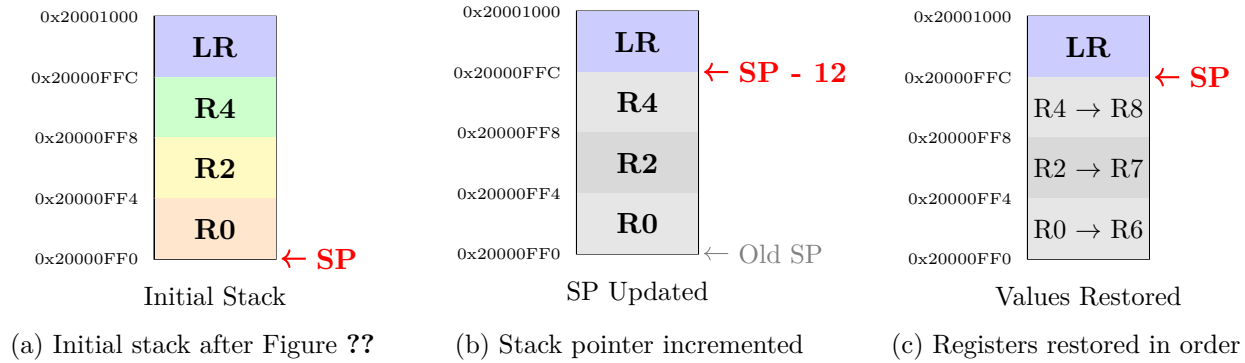 0x20001000
LR
0x20000FFC
R4
0x20000FF8
R2
0x20000FF4
R0
0x20000FF0
← SP
Initial Stack
(a) Initial stack after Figure ??
0x20001000
LR
0x20000FFC
← SP - 12
R4
0x20000FF8
R2
0x20000FF4
R0
0x20000FF0
← Old SP
SP Updated
(b) Stack pointer incremented
0x20001000
LR
0x20000FFC
← SP
R4 → R8
0x20000FF8
R2 → R7
0x20000FF4
R0 → R6
0x20000FF0
Values Restored
(c) Registers restored in order